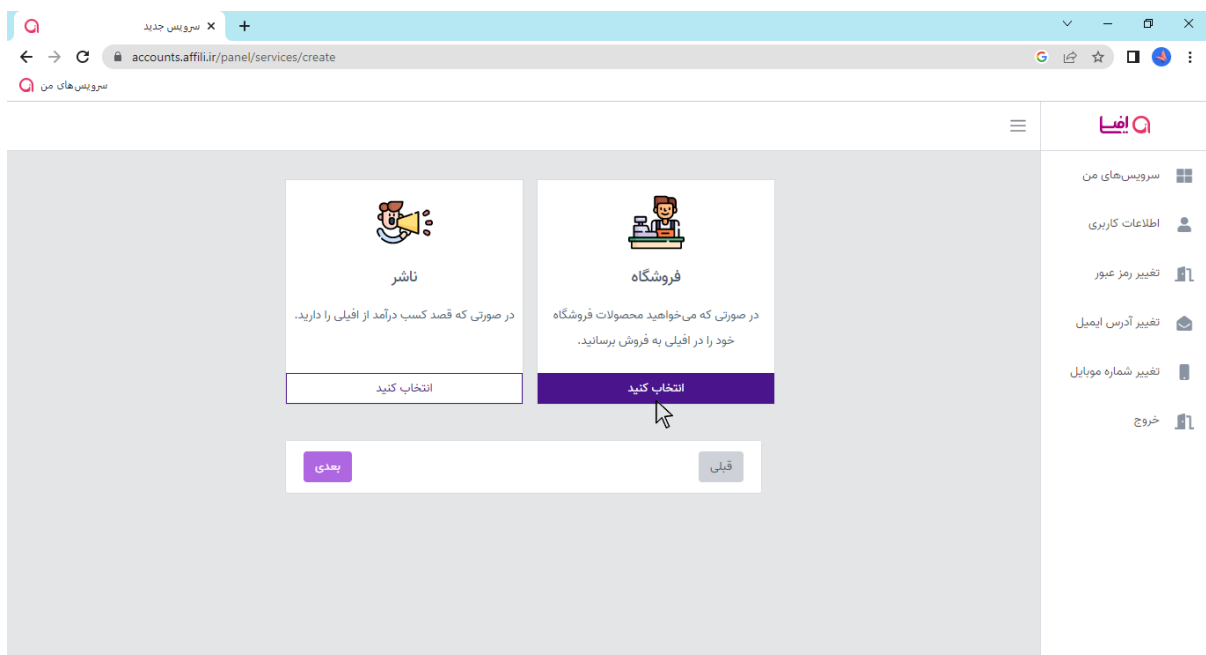 سرویس جدید
accounts.affili.ir/panel/services/create
سرویس‌های من
افیلی
سرویس‌های من
اطلاعات کاربری
تغییر رمز عبور
تغییر آدرس ایمیل
تغییر شماره موبایل
خروج
فروشگاه
در صورتی که می‌خواهید محصولات فروشگاه
خود را در افیلی به فروش برسانید.
انتخاب کنید
ناشر
در صورتی که قصد کسب درآمد از افیلی را دارید.
انتخاب کنید
قبلی
بعدی